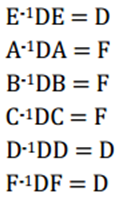 E⁻¹DE = D
A⁻¹DA = F
B⁻¹DB = F
C⁻¹DC = F
D⁻¹DD = D
F⁻¹DF = D